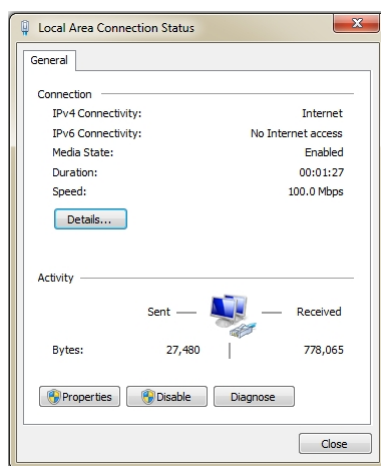 Local Area Connection Status
General
Connection
IPv4 Connectivity: Internet
IPv6 Connectivity: No Internet access
Media State: Enabled
Duration: 00:01:27
Speed: 100.0 Mbps
Details...
Activity
Sent Received
Bytes: 27,480 778,065
Properties Disable Diagnose
Close